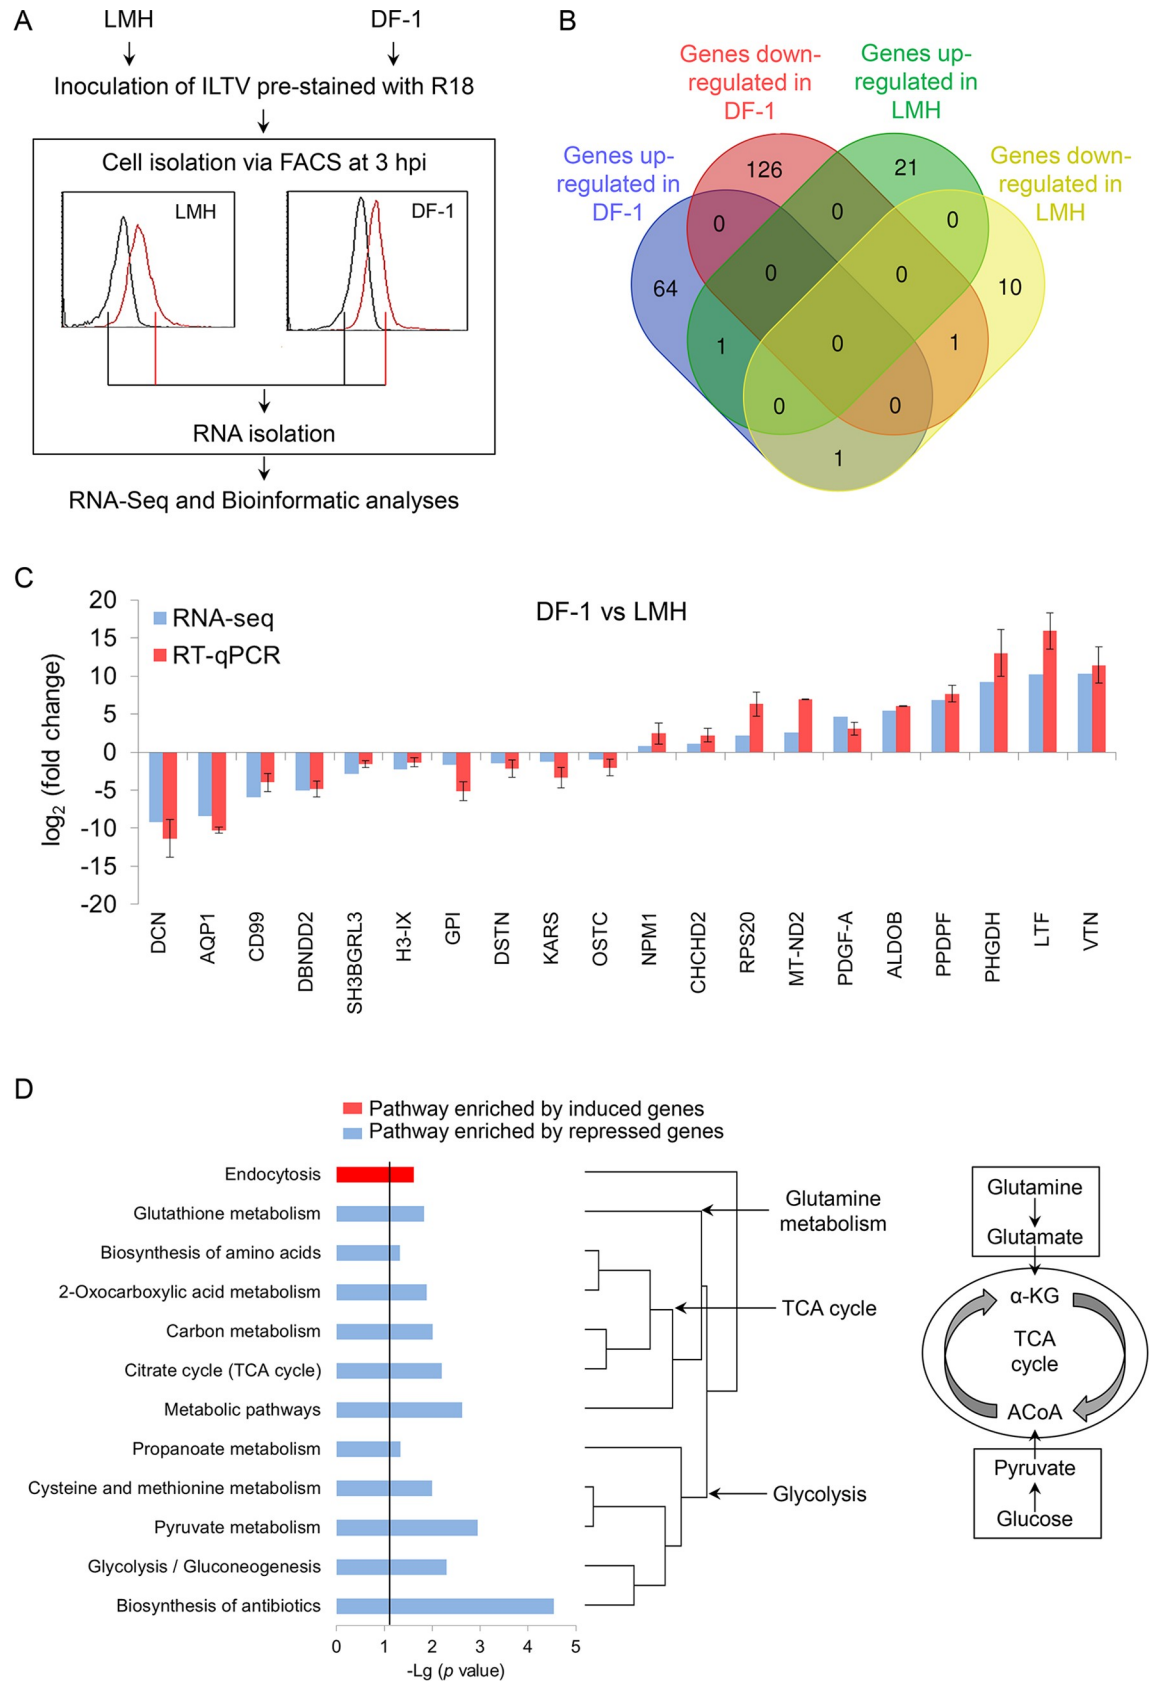 A
LMH
DF-1
Inoculation of ILTV pre-stained with R18
Cell isolation via FACS at 3 hpi
LMH
DF-1
RNA isolation
RNA-Seq and Bioinformatic analyses
B
Genes down-
regulated in
DF-1
Genes up-
regulated in
LMH
Genes up-
regulated in
DF-1
Genes down-
regulated in
LMH
126
21
0
0
0
64
0
0
10
1
0
1
0
0
1
C
DF-1 vs LMH
RNA-seq
RT-qPCR
log2 (fold change)
20
15
10
5
0
-5
-10
-15
-20
DCN
AQP1
CD99
DBNDD2
SH3BGRL3
H3-IX
GPI
DSTN
KARS
OSTC
NPM1
CHCHD2
RPS20
MT-ND2
PDGF-A
ALDOB
PPDPF
PHGDH
LTF
VTN
D
Pathway enriched by induced genes
Pathway enriched by repressed genes
Endocytosis
Glutathione metabolism
Biosynthesis of amino acids
2-Oxocarboxylic acid metabolism
Carbon metabolism
Citrate cycle (TCA cycle)
Metabolic pathways
Propanoate metabolism
Cysteine and methionine metabolism
Pyruvate metabolism
Glycolysis / Gluconeogenesis
Biosynthesis of antibiotics
0 1 2 3 4 5
-Lg (p value)
Glutamine
metabolism
TCA cycle
Glycolysis
Glutamine
Glutamate
α-KG
TCA
cycle
ACoA
Pyruvate
Glucose